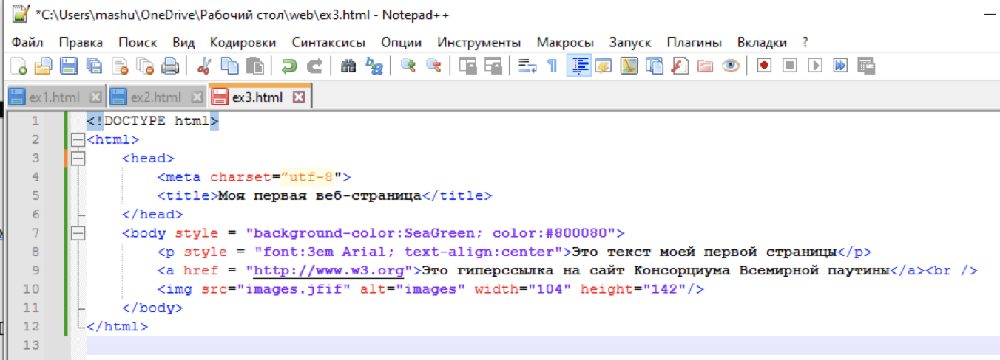 *C:\Users\mashu\OneDrive\Рабочий стол\web\ex3.html - Notepad++
Файл Правка Поиск Вид Кодировки Синтаксисы Опции Инструменты Макросы Запуск Плагины Вкладки ?
ex1.html ex2.html ex3.html
1 <!DOCTYPE html>
2 <html>
3 <head>
4 <meta charset=”utf-8">
5 <title>Моя первая веб-страница</title>
6 </head>
7 <body style = "background-color:SeaGreen; color:#800080">
8 <p style = "font:3em Arial; text-align:center">Это текст моей первой страницы</p>
9 <a href = "http://www.w3.org">Это гиперссылка на сайт Консорциума Всемирной паутины</a><br />
10 <img src="images.jfif" alt="images" width="104" height="142"/>
11 </body>
12 </html>
13